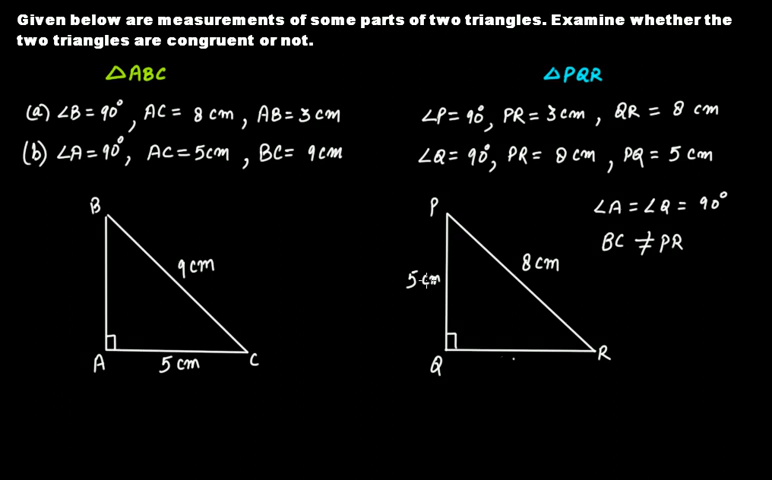 Given below are measurements of some parts of two triangles. Examine whether the
two triangles are congruent or not.
△ABC
△PQR
(a) ∠B = 90°, AC = 8 cm, AB = 3 cm
∠P = 90°, PR = 3 cm, QR = 8 cm
(b) ∠A = 90°, AC = 5 cm, BC = 9 cm
∠Q = 90°, PR = 8 cm, PQ = 5 cm
∠A = ∠Q = 90°
BC ≠ PR
B
9 cm
A
5 cm
C
P
5 cm
8 cm
Q
R